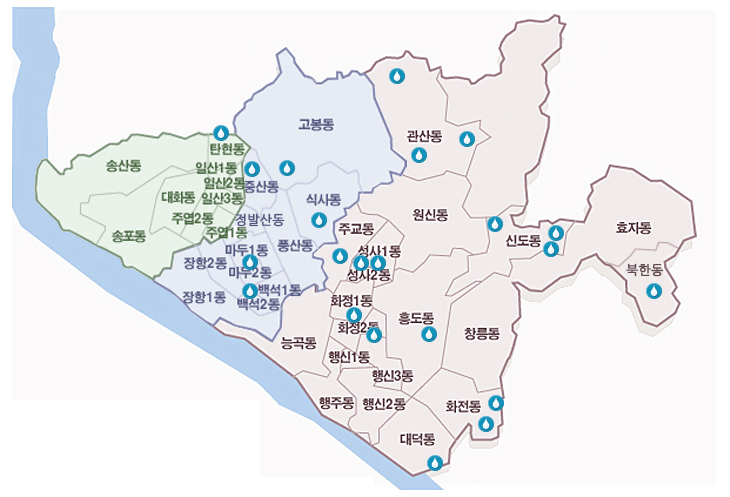 고봉동
관산동
탄현동
송산동
일산1동
일산2동
중산동
대화동
일산3동
식사동
원신동
주엽2동
정발산동
주교동
효자동
송포동
주엽1동
풍산동
신도동
마두1동
성사1동
장항2동
마두2동
성사2동
북한동
장항1동
백석1동
백석2동
화정1동
흥도동
화정2동
창릉동
능곡동
행신1동
행신3동
행주동
행신2동
화전동
대덕동